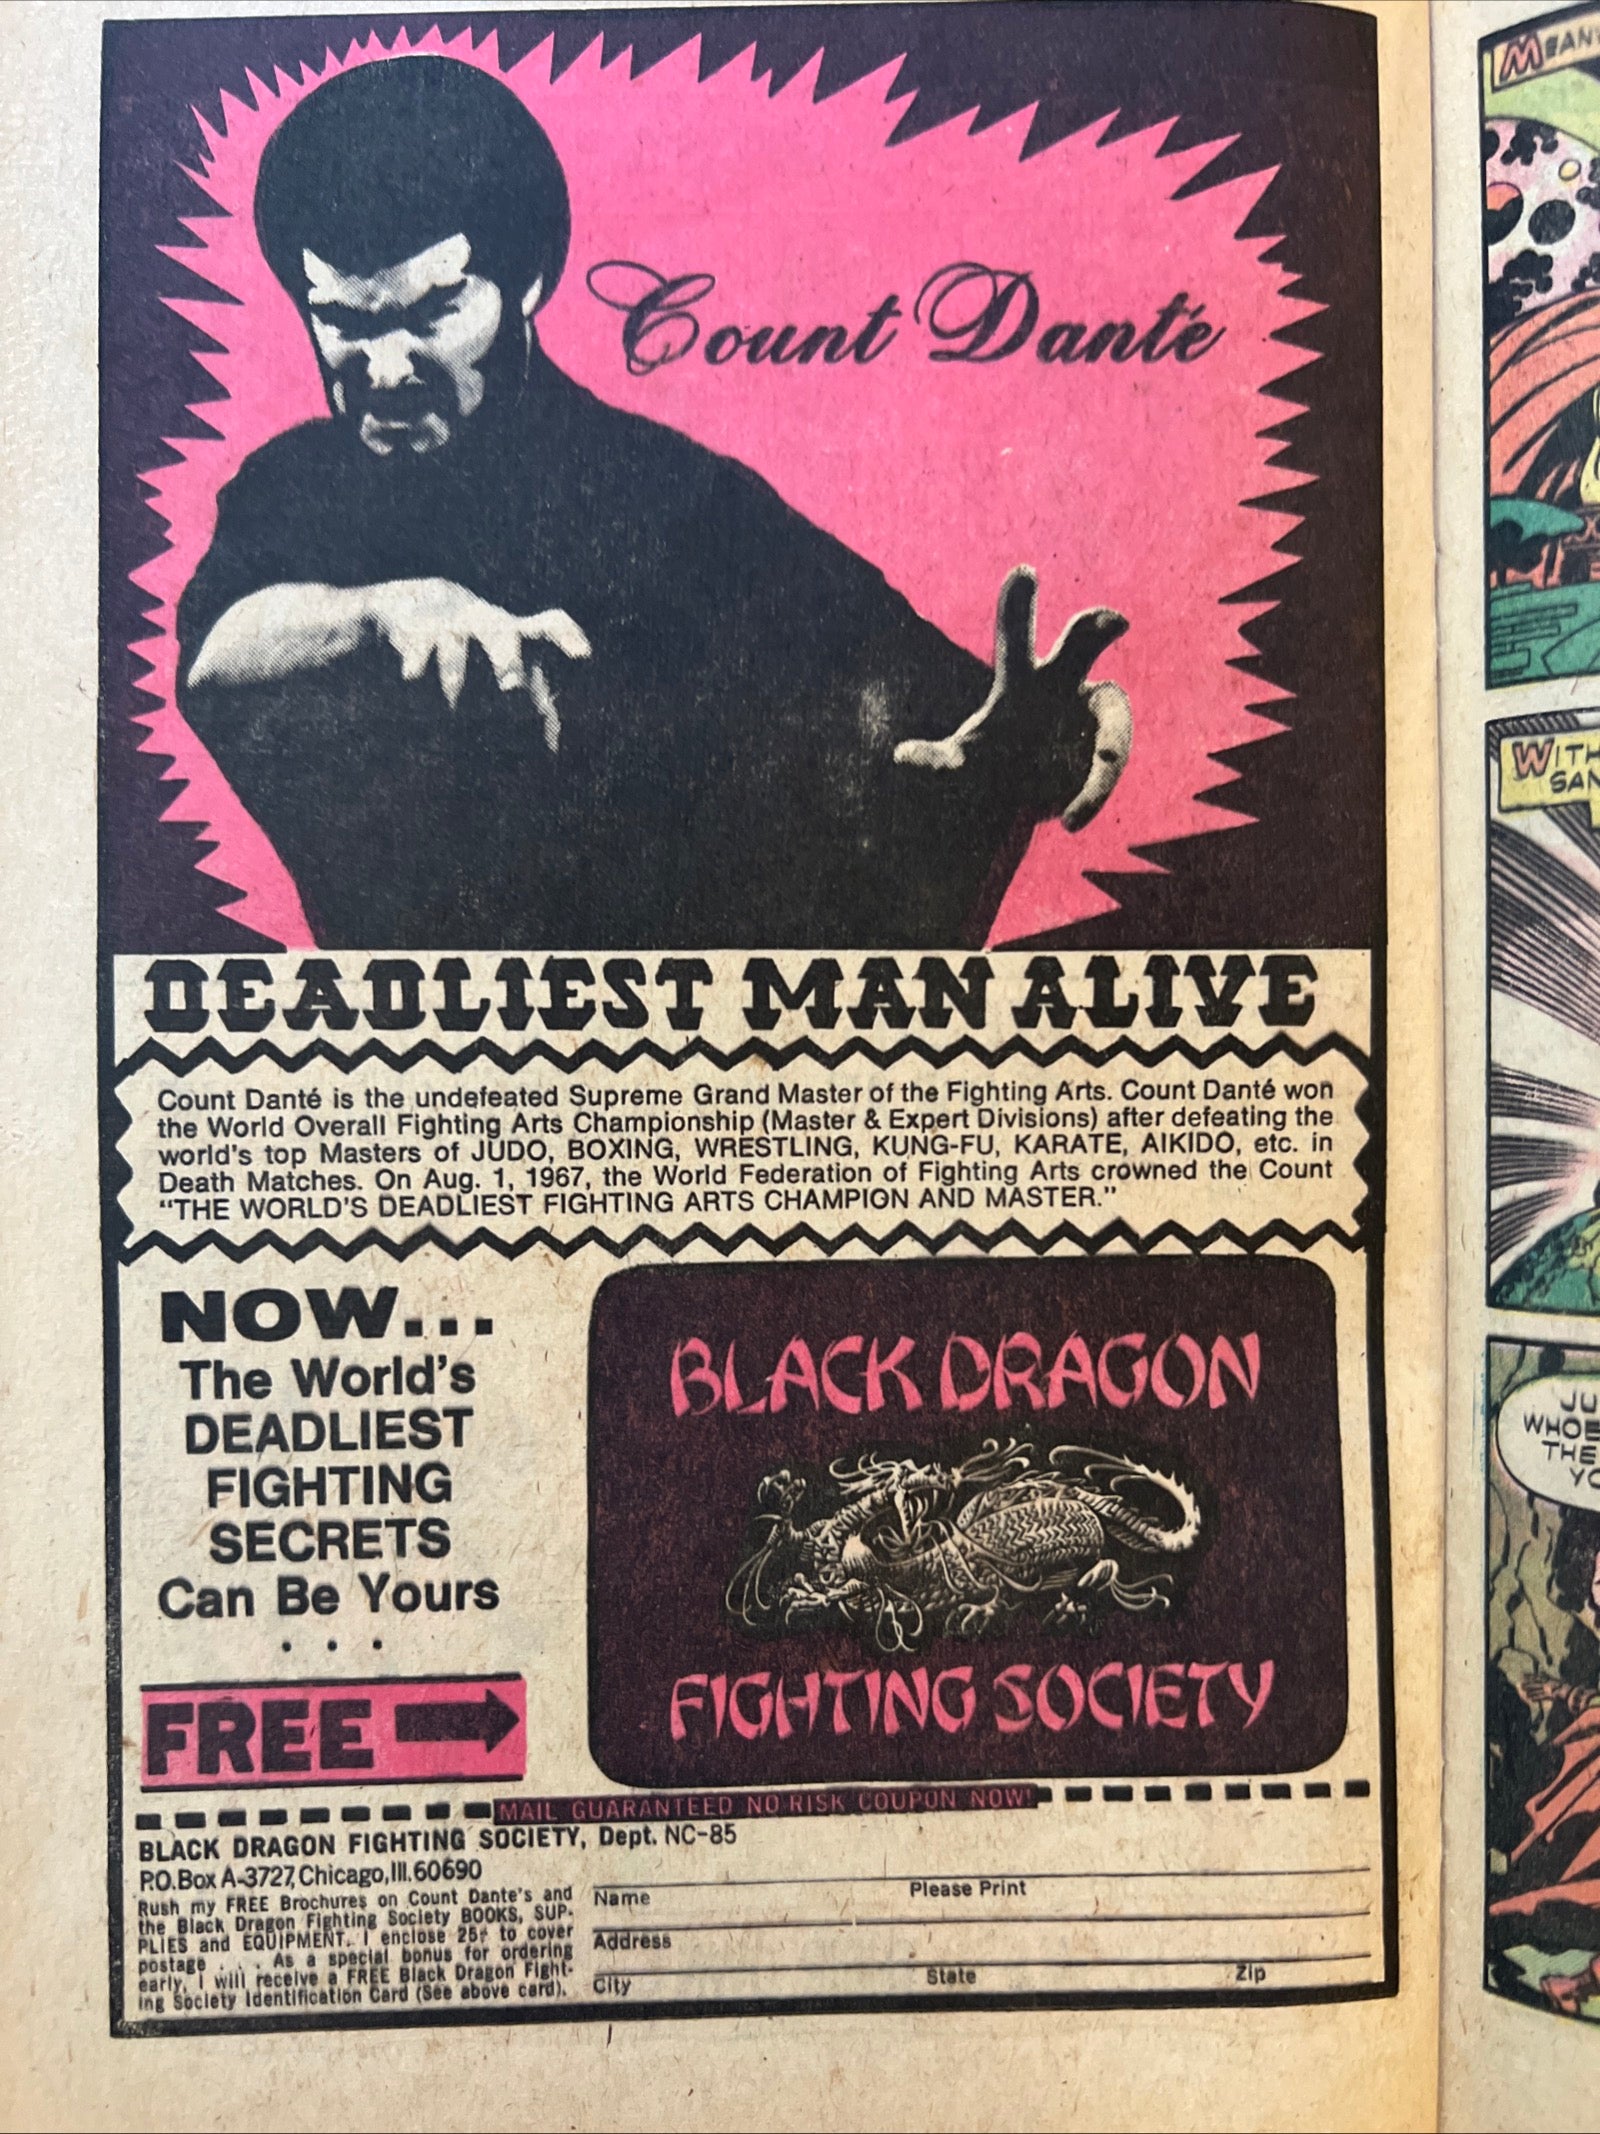 Count Danté
DEADLIEST MAN ALIVE
Count Danté is the undefeated Supreme Grand Master of the Fighting Arts. Count Danté won
the World Overall Fighting Arts Championship (Master & Expert Divisions) after defeating the
world's top Masters of JUDO, BOXING, WRESTLING, KUNG-FU, KARATE, AIKIDO, etc. in
Death Matches. On Aug. 1, 1967, the World Federation of Fighting Arts crowned the Count
"THE WORLD'S DEADLIEST FIGHTING ARTS CHAMPION AND MASTER."
NOW...
The World's
DEADLIEST
FIGHTING
SECRETS
Can Be Yours
. . .
FREE
BLACK DRAGON
FIGHTING SOCIETY
MAIL GUARANTEED NO RISK COUPON NOW!
BLACK DRAGON FIGHTING SOCIETY, Dept. NC-85
P.O. Box A-3727, Chicago, Ill. 60690
Rush my FREE Brochures on Count Dante's and
the Black Dragon Fighting Society BOOKS, SUP-
PLIES and EQUIPMENT. I enclose 25¢ to cover
postage . . . As a special bonus for ordering
early, I will receive a FREE Black Dragon Fight-
ing Society Identification Card (See above card).
Name Please Print
Address
City State Zip
WITH
THE